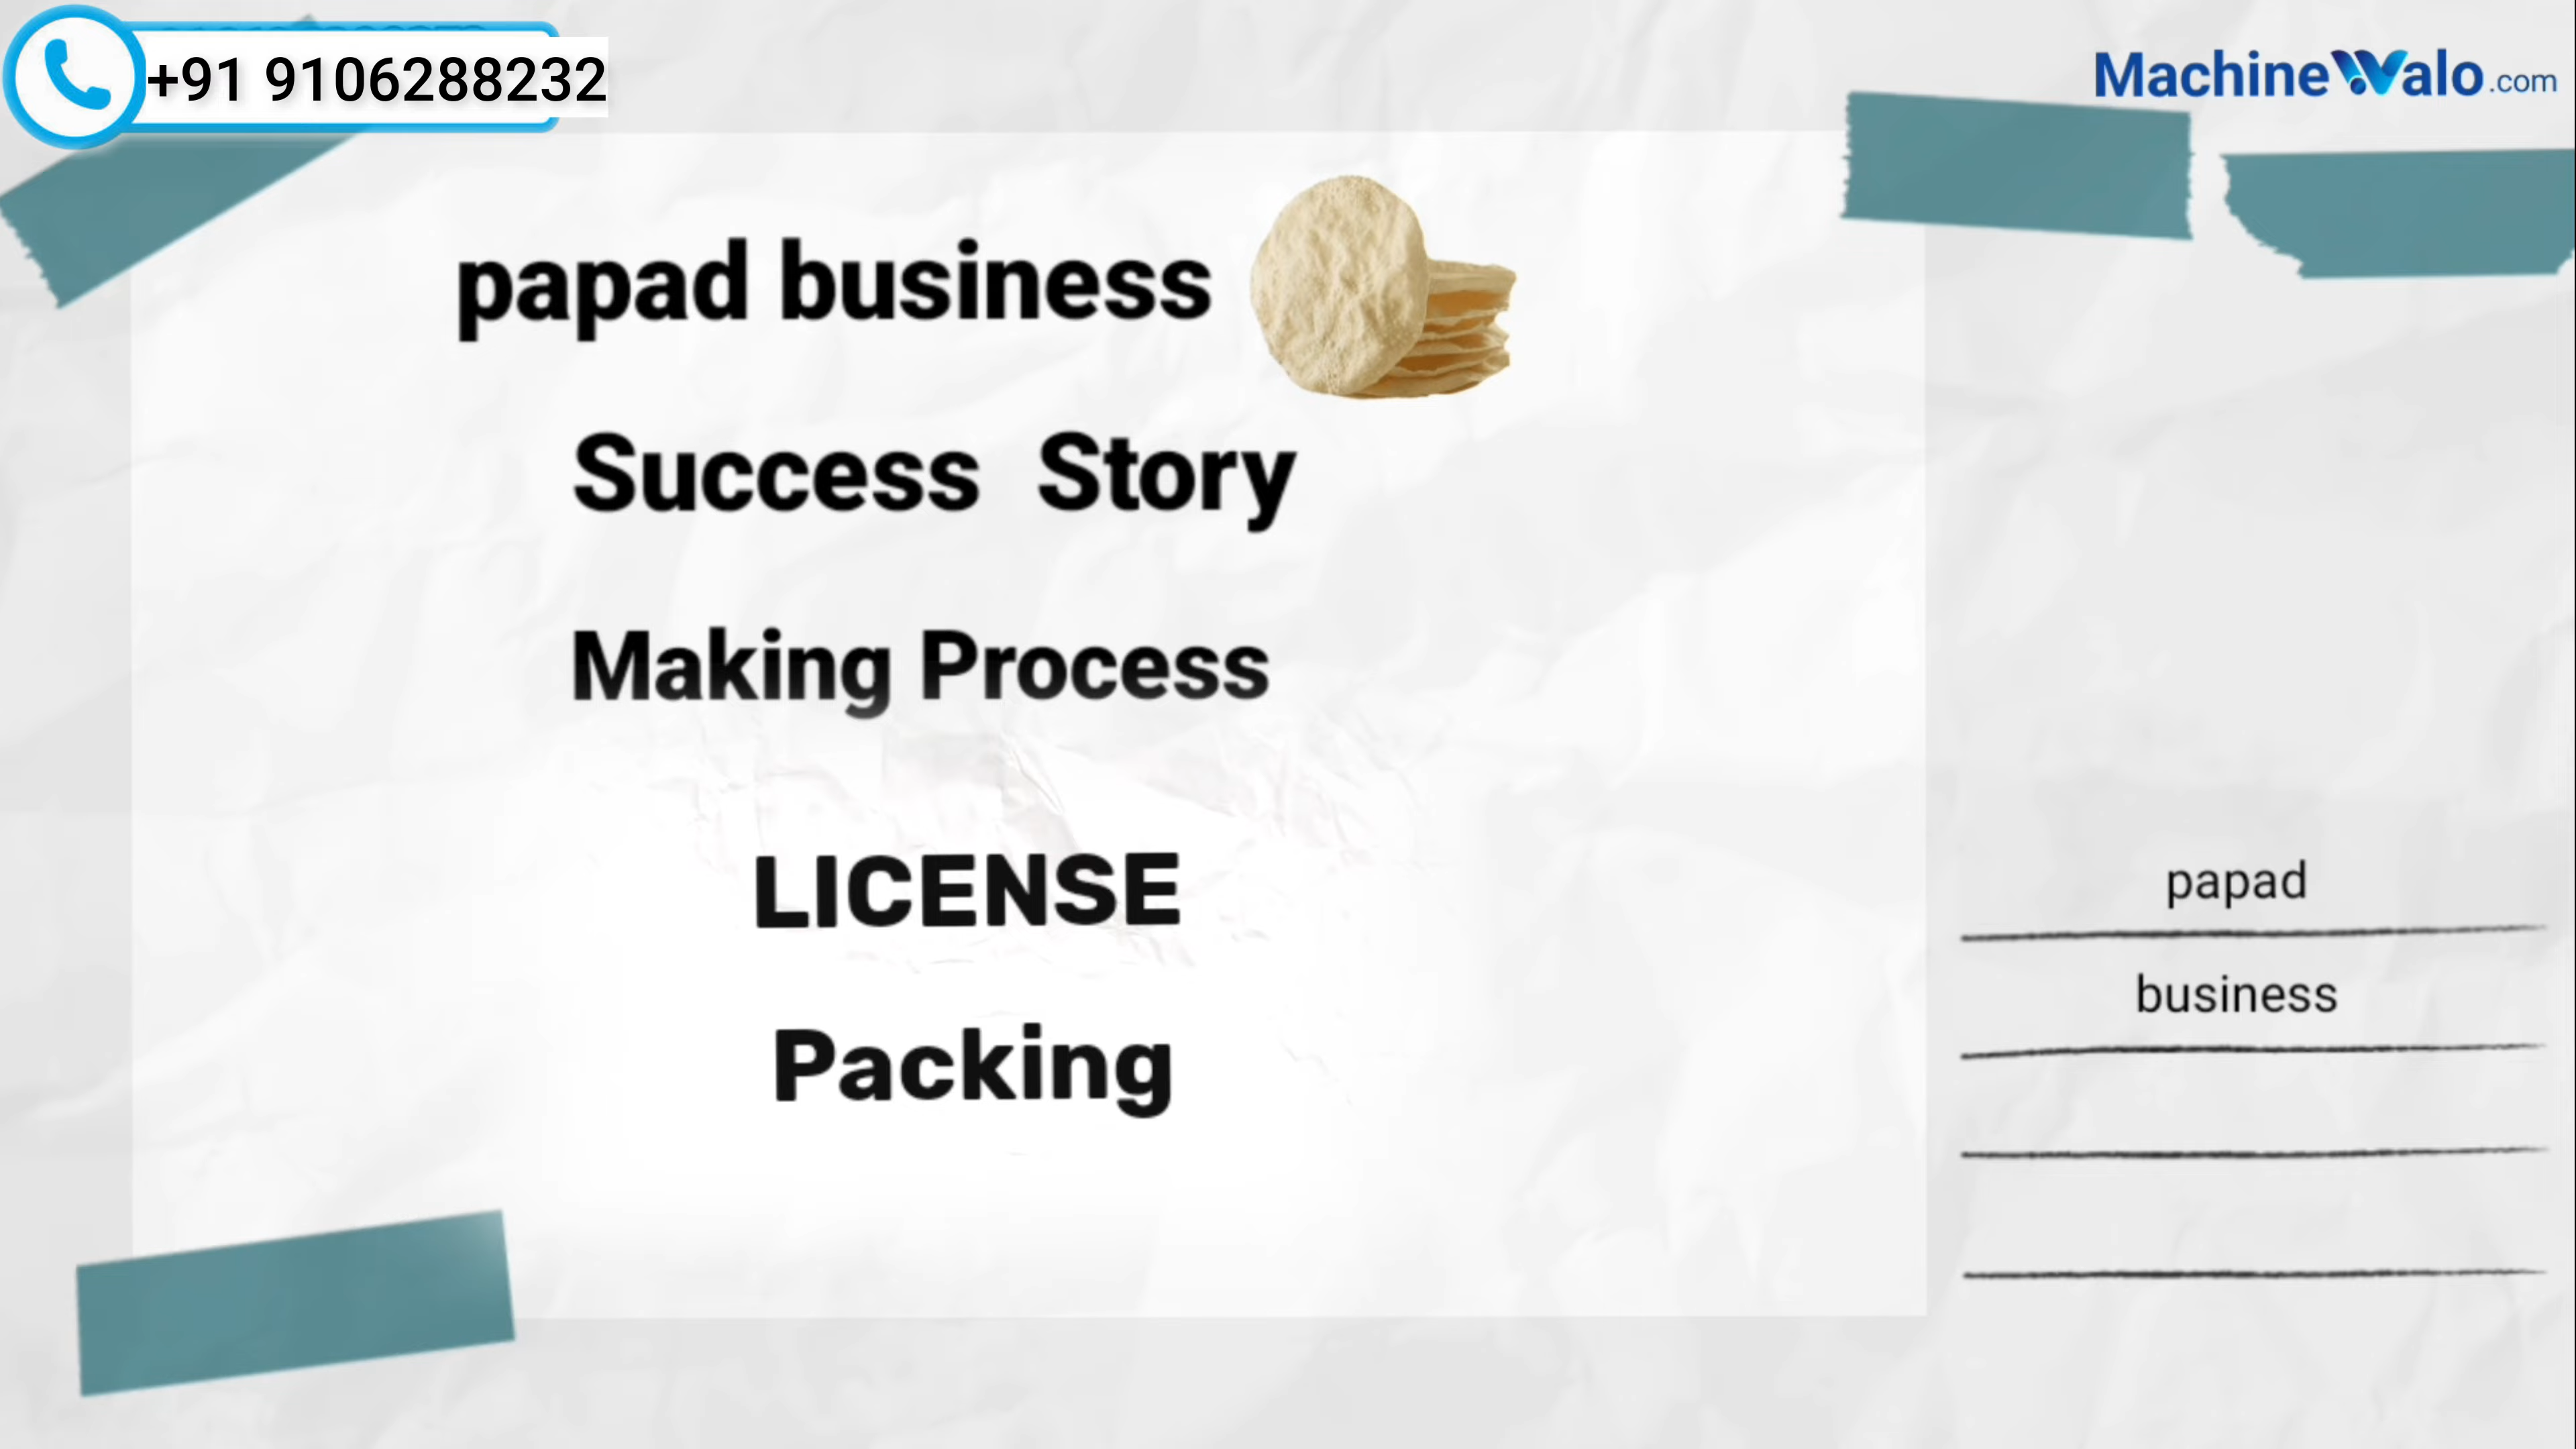 +91 9106288232
MachineWalo.com
papad business
Success Story
Making Process
LICENSE
Packing
papad
business